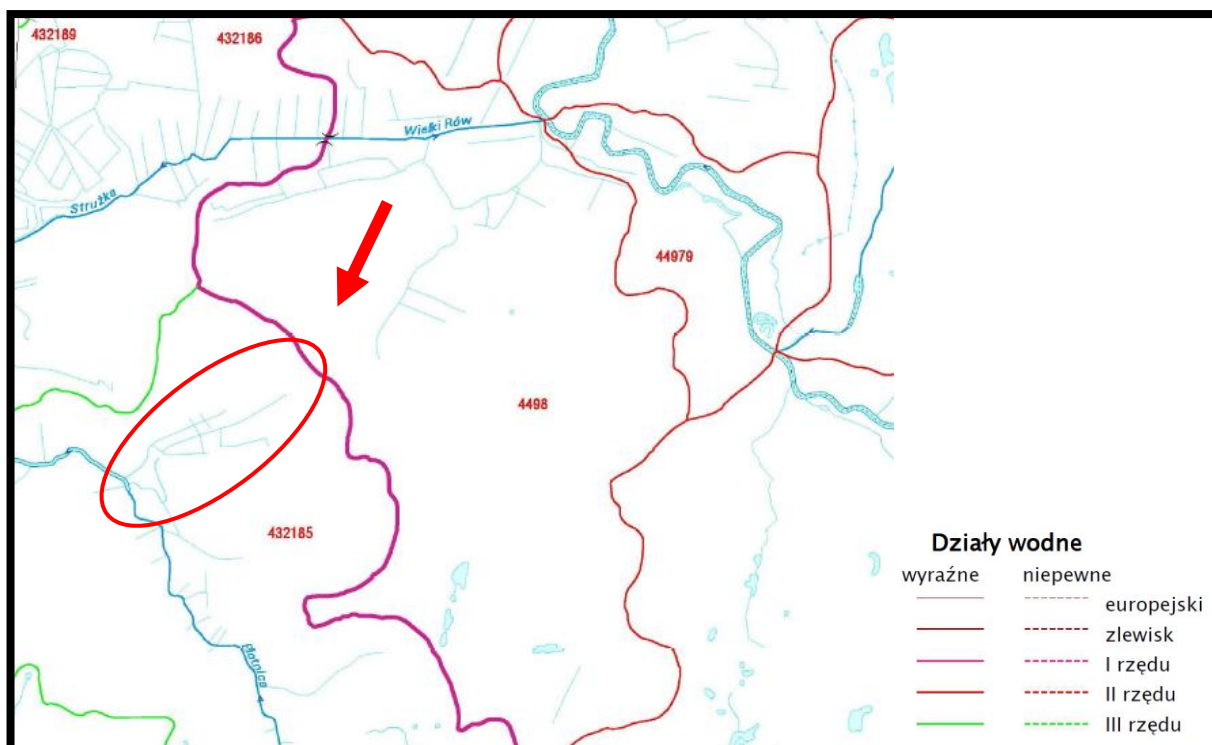 432189
432186
Wielki Rów
Strużka
44979
4498
432185
Błotnica
Działy wodne
wyraźne niepewne
europejski
zlewisk
I rzędu
II rzędu
III rzędu